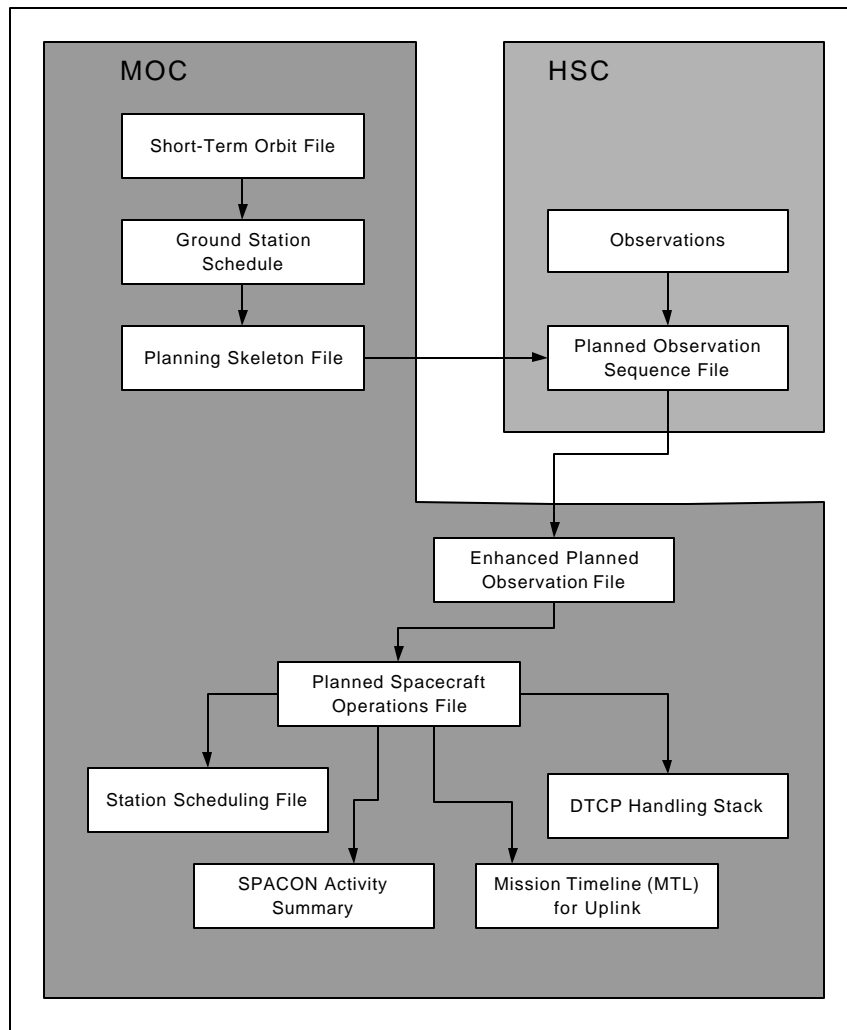 MOC
HSC
Short-Term Orbit File
Ground Station
Schedule
Observations
Planning Skeleton File
Planned Observation
Sequence File
Enhanced Planned
Observation File
Planned Spacecraft
Operations File
Station Scheduling File
DTCP Handling Stack
SPACON Activity
Summary
Mission Timeline (MTL)
for Uplink